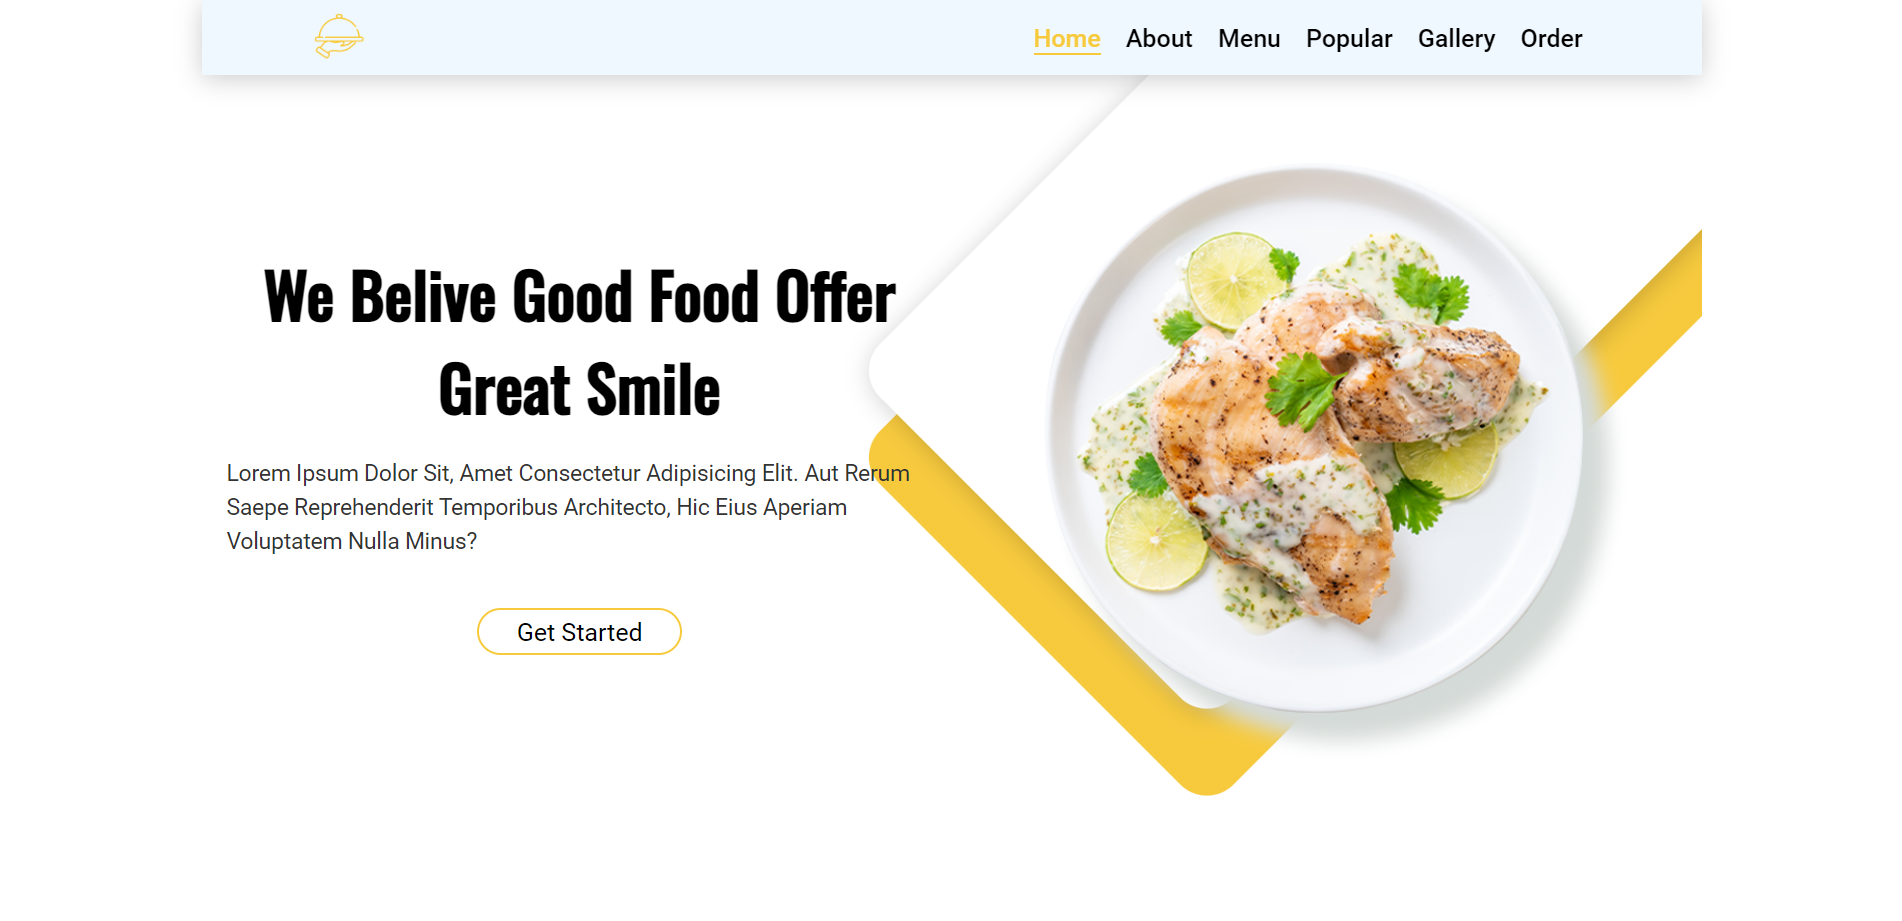 Home About Menu Popular Gallery Order
We Belive Good Food Offer
Great Smile
Lorem Ipsum Dolor Sit, Amet Consectetur Adipisicing Elit. Aut Rerum
Saepe Reprehenderit Temporibus Architecto, Hic Eius Aperiam
Voluptatem Nulla Minus?
Get Started